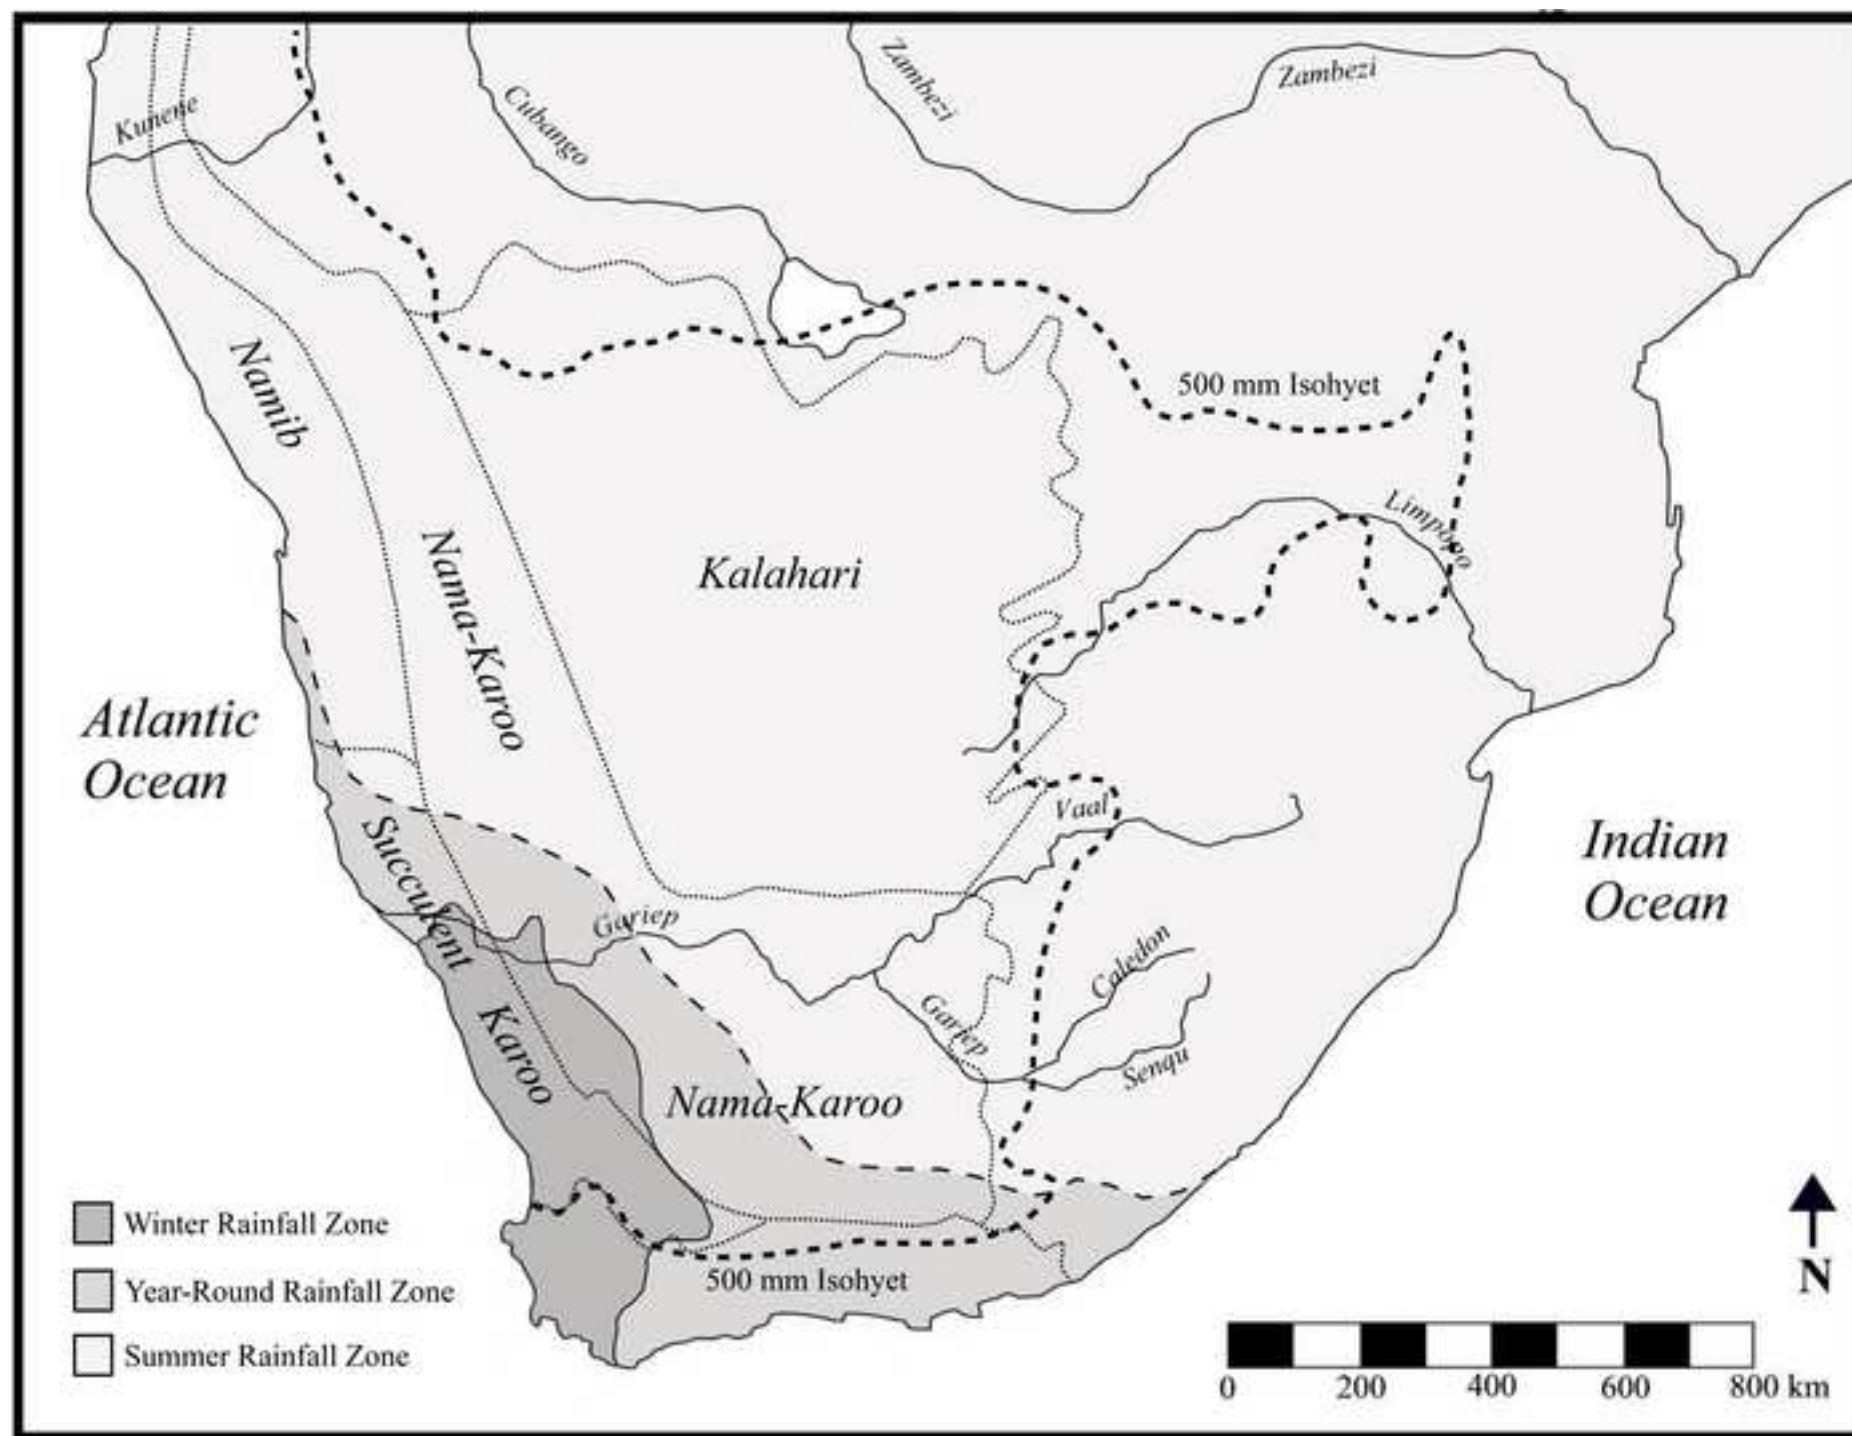 Kunene
Cubango
Zambezi
Zambezi
Namib
500 mm Isohyet
Limpopo
Kalahari
Nama-Karoo
Atlantic
Ocean
Vaal
Indian
Ocean
Succulent
Karoo
Gariep
Caledon
Gariep
Senqu
Nama-Karoo
Winter Rainfall Zone
Year-Round Rainfall Zone
Summer Rainfall Zone
500 mm Isohyet
N
0 200 400 600 800 km